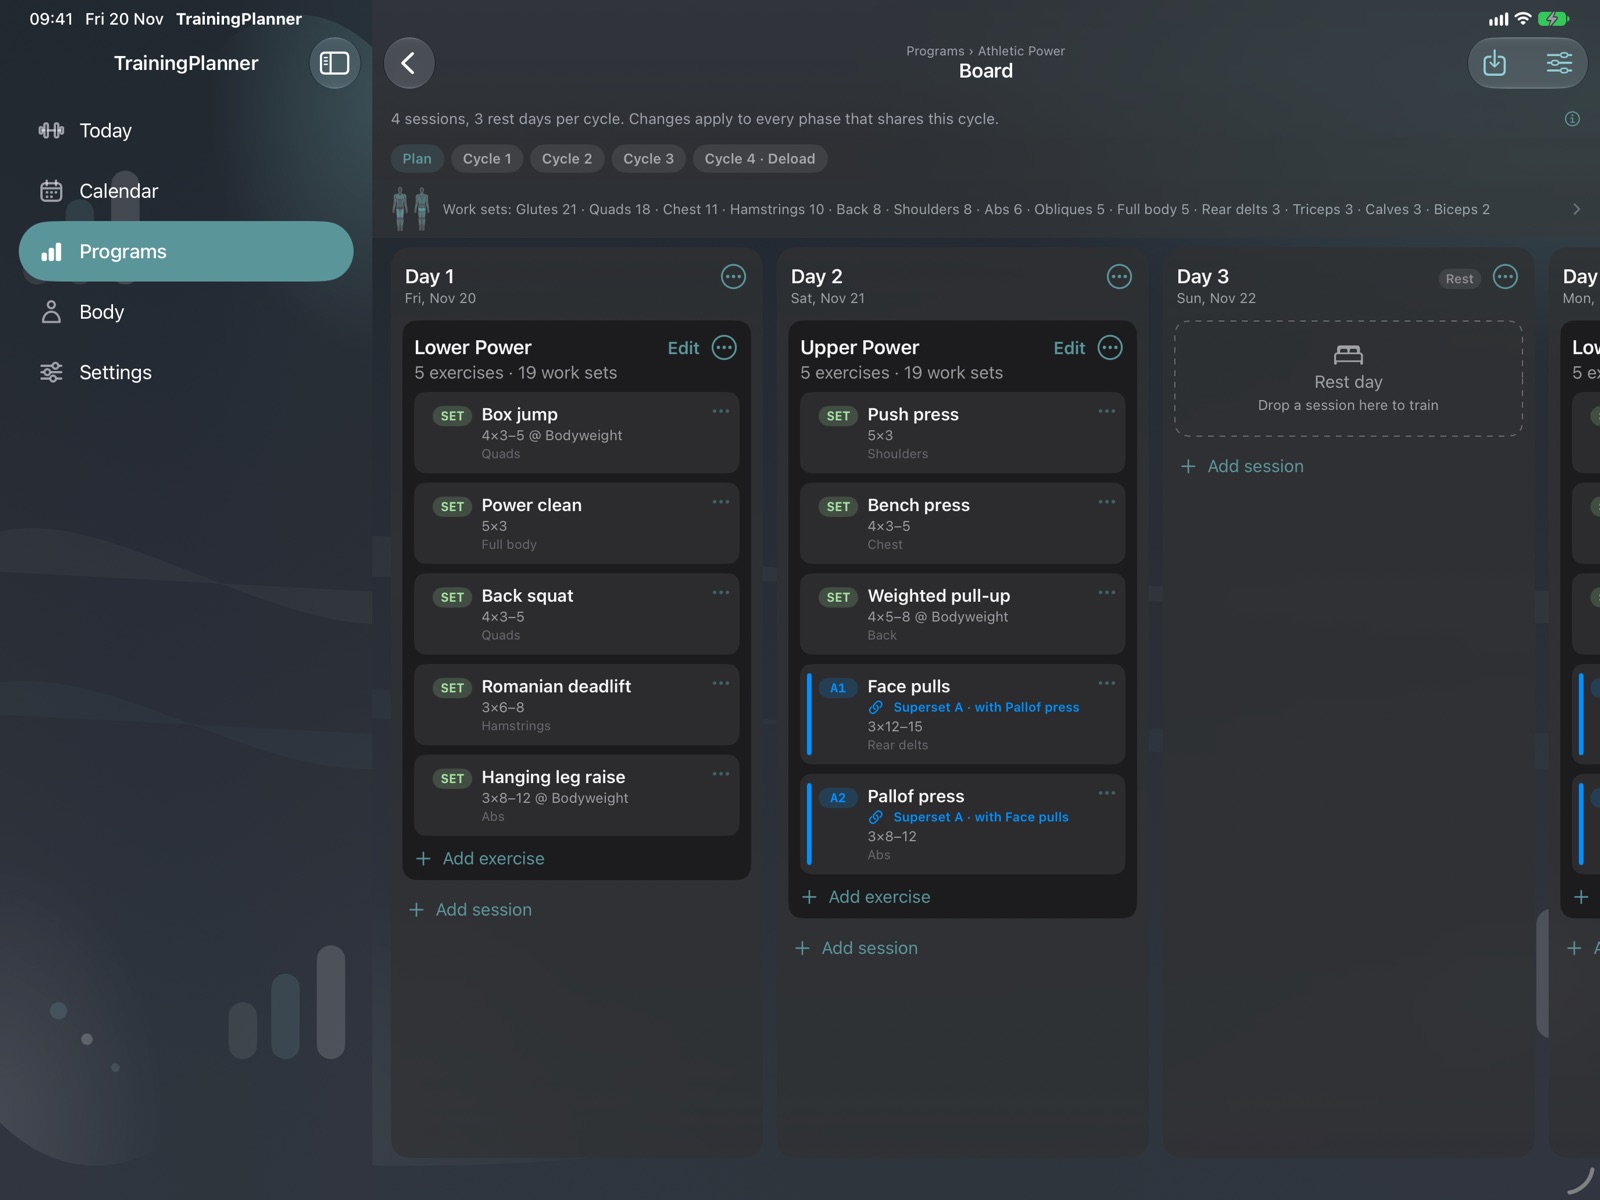 09:41 Fri 20 Nov TrainingPlanner
TrainingPlanner
Today
Calendar
Programs
Body
Settings
Programs › Athletic Power
Board
4 sessions, 3 rest days per cycle. Changes apply to every phase that shares this cycle.
Plan Cycle 1 Cycle 2 Cycle 3 Cycle 4 · Deload
Work sets: Glutes 21 · Quads 18 · Chest 11 · Hamstrings 10 · Back 8 · Shoulders 8 · Abs 6 · Obliques 5 · Full body 5 · Rear delts 3 · Triceps 3 · Calves 3 · Biceps 2
Day 1
Fri, Nov 20
Lower Power Edit
5 exercises · 19 work sets
SET Box jump
4×3–5 @ Bodyweight
Quads
SET Power clean
5×3
Full body
SET Back squat
4×3–5
Quads
SET Romanian deadlift
3×6–8
Hamstrings
SET Hanging leg raise
3×8–12 @ Bodyweight
Abs
Add exercise
Add session
Day 2
Sat, Nov 21
Upper Power Edit
5 exercises · 19 work sets
SET Push press
5×3
Shoulders
SET Bench press
4×3–5
Chest
SET Weighted pull-up
4×5–8 @ Bodyweight
Back
A1 Face pulls
Superset A · with Pallof press
3×12–15
Rear delts
A2 Pallof press
Superset A · with Face pulls
3×8–12
Abs
Add exercise
Add session
Day 3 Rest
Sun, Nov 22
Rest day
Drop a session here to train
Add session
Day
Mon,